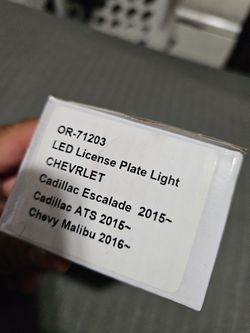 OR-71203
LED License Plate Light
CHEVRLET
Cadillac Escalade  2015~
Cadillac ATS 2015~
Chevy Malibu 2016~